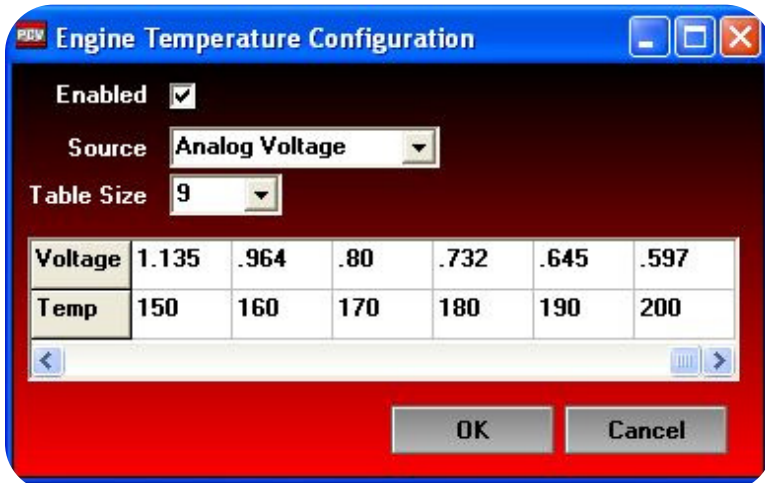 PCV Engine Temperature Configuration
Enabled
Source Analog Voltage
Table Size 9
Voltage 1.135 .964 .80 .732 .645 .597
Temp 150 160 170 180 190 200
OK Cancel